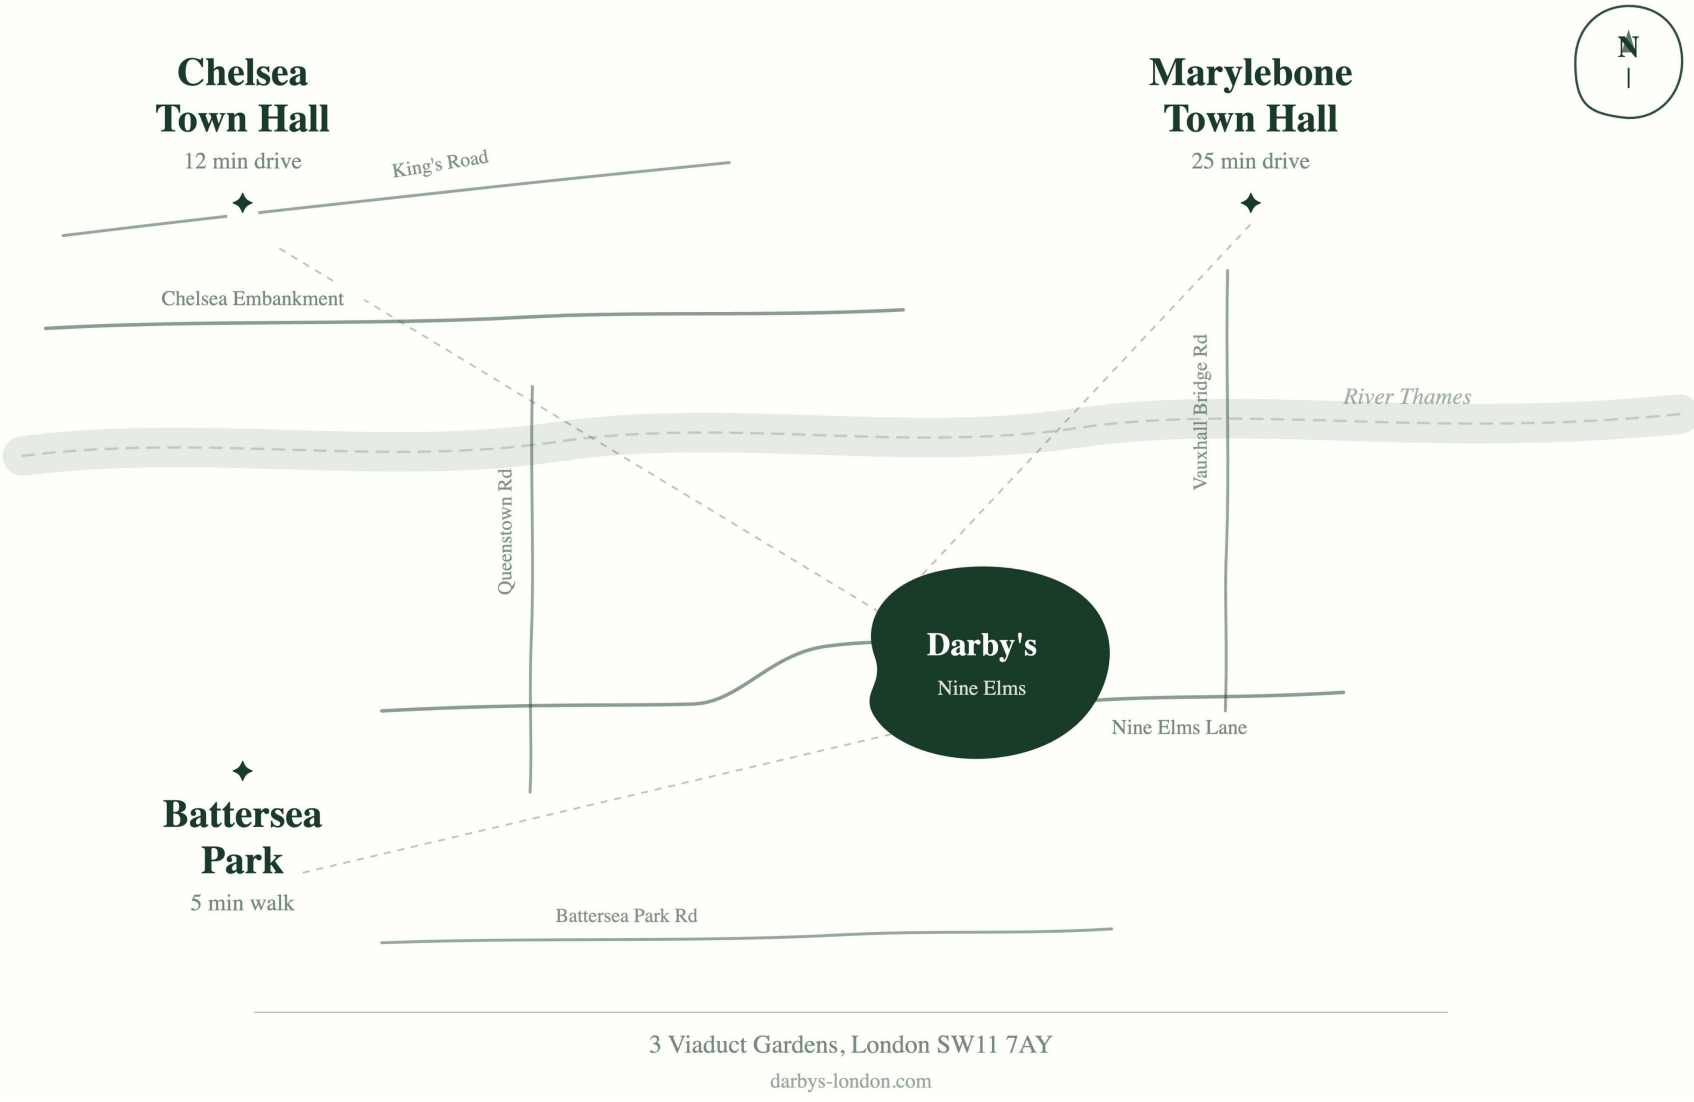 N
Chelsea
Town Hall
12 min drive
Marylebone
Town Hall
25 min drive
King's Road
Chelsea Embankment
Vauxhall Bridge Rd
River Thames
Queenstown Rd
Darby's
Nine Elms
Nine Elms Lane
Battersea
Park
5 min walk
Battersea Park Rd
3 Viaduct Gardens, London SW11 7AY
darbys-london.com